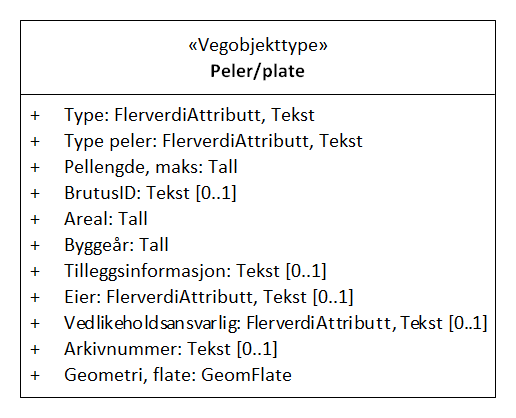 «Vegobjekttype»
Peler/plate
+ Type: FlerverdiAttributt, Tekst
+ Type peler: FlerverdiAttributt, Tekst
+ Pellengde, maks: Tall
+ BrutusID: Tekst [0..1]
+ Areal: Tall
+ Byggeår: Tall
+ Tilleggsinformasjon: Tekst [0..1]
+ Eier: FlerverdiAttributt, Tekst [0..1]
+ Vedlikeholdsansvarlig: FlerverdiAttributt, Tekst [0..1]
+ Arkivnummer: Tekst [0..1]
+ Geometri, flate: GeomFlate